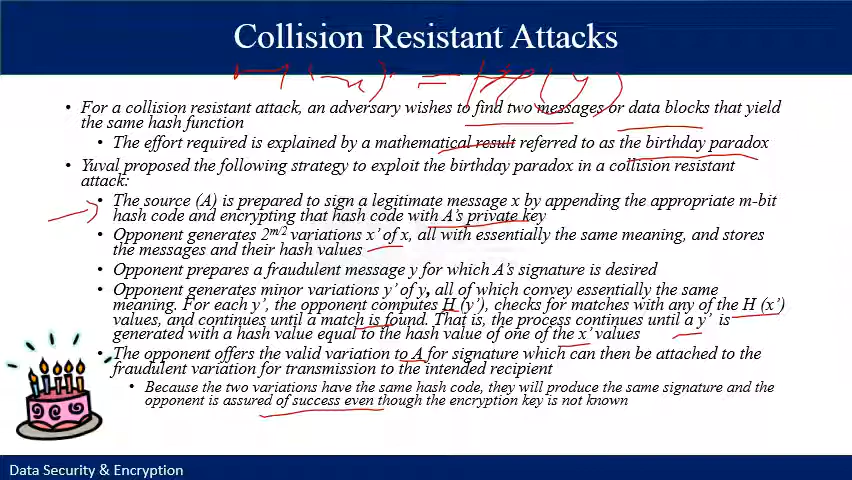 Collision Resistant Attacks
H(x) = H(y)
• For a collision resistant attack, an adversary wishes to find two messages or data blocks that yield
the same hash function
• The effort required is explained by a mathematical result referred to as the birthday paradox
• Yuval proposed the following strategy to exploit the birthday paradox in a collision resistant
attack:
• The source (A) is prepared to sign a legitimate message x by appending the appropriate m-bit
hash code and encrypting that hash code with A's private key
• Opponent generates 2^m/2 variations x' of x, all with essentially the same meaning, and stores
the messages and their hash values
• Opponent prepares a fraudulent message y for which A's signature is desired
• Opponent generates minor variations y' of y, all of which convey essentially the same
meaning. For each y', the opponent computes H (y'), checks for matches with any of the H (x')
values, and continues until a match is found. That is, the process continues until a y' is
generated with a hash value equal to the hash value of one of the x' values
• The opponent offers the valid variation to A for signature which can then be attached to the
fraudulent variation for transmission to the intended recipient
• Because the two variations have the same hash code, they will produce the same signature and the
opponent is assured of success even though the encryption key is not known
Data Security & Encryption